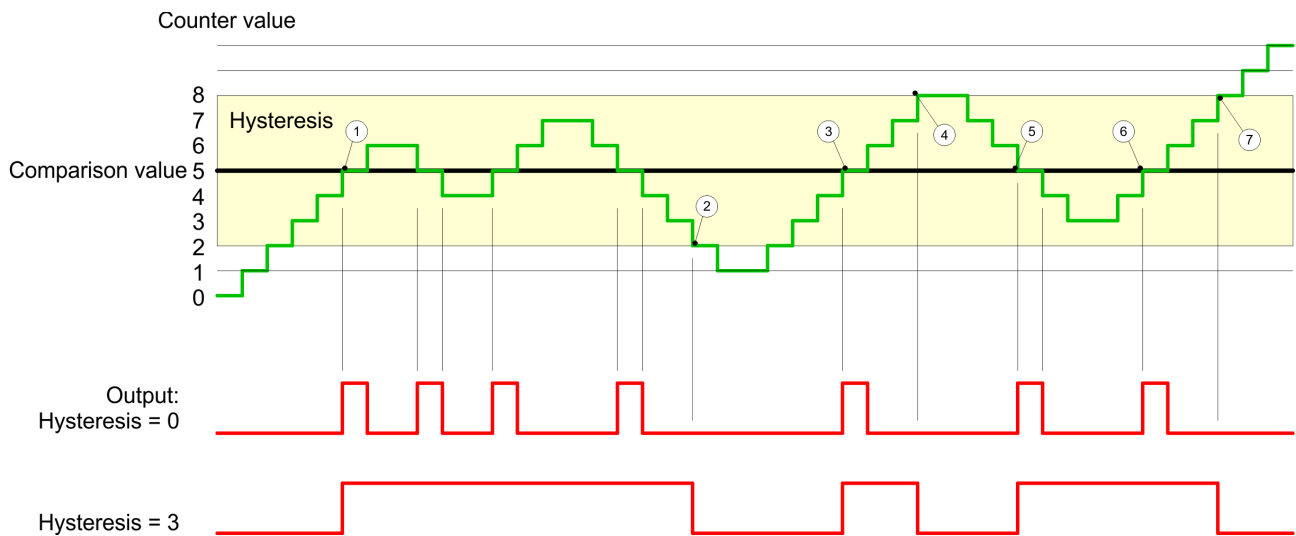 Counter value
8
Hysteresis
7
1
3
4
5
6
7
6
Comparison value 5
4
2
3
2
1
0
Output:
Hysteresis = 0
Hysteresis = 3